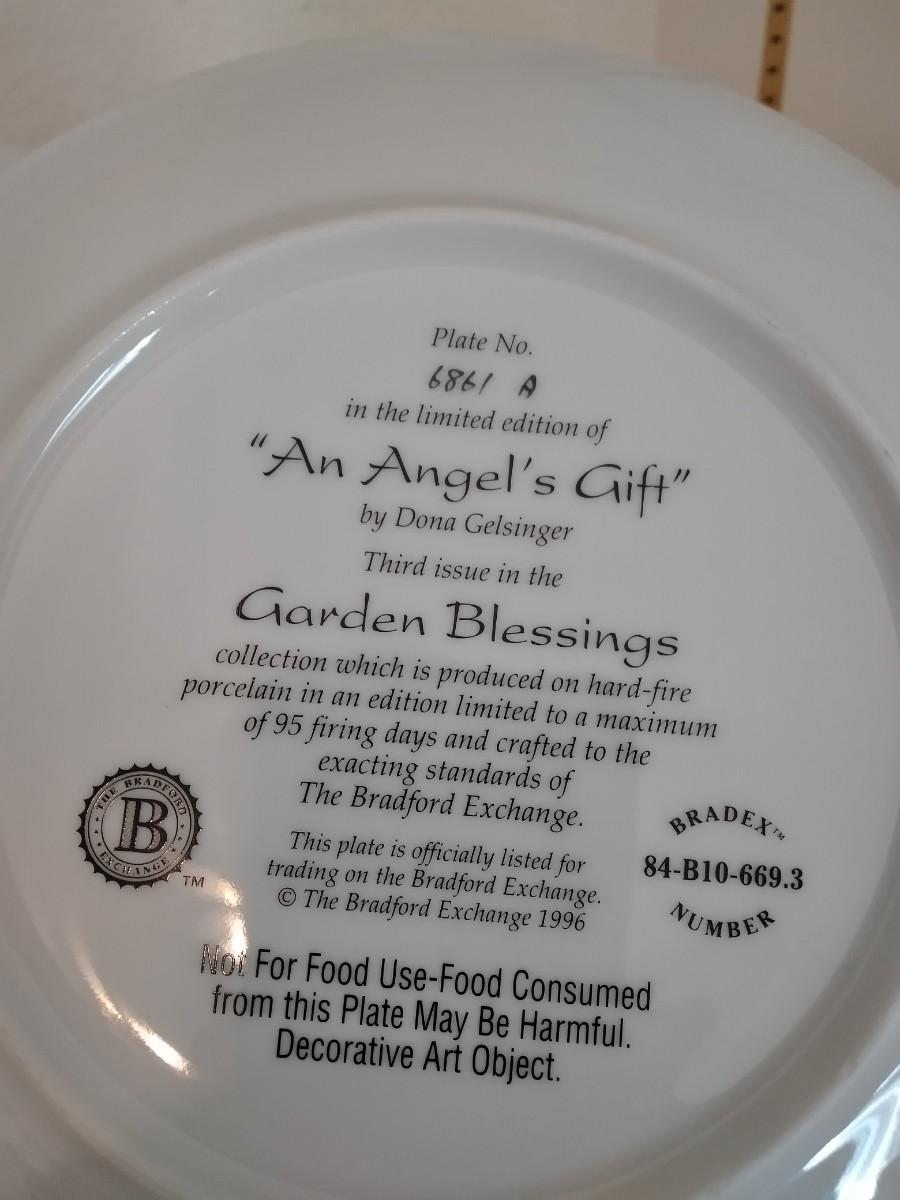 Plate No.
6861 A
in the limited edition of
"An Angel's Gift"
by Dona Gelsinger
Third issue in the
Garden Blessings
collection which is produced on hard-fire
porcelain in an edition limited to a maximum
of 95 firing days and crafted to the
exacting standards of
The Bradford Exchange.
THE BRADFORD
B
EXCHANGE
TM
This plate is officially listed for
trading on the Bradford Exchange.
© The Bradford Exchange 1996
BRADEX™
84-B10-669.3
NUMBER
Not For Food Use-Food Consumed
from this Plate May Be Harmful.
Decorative Art Object.